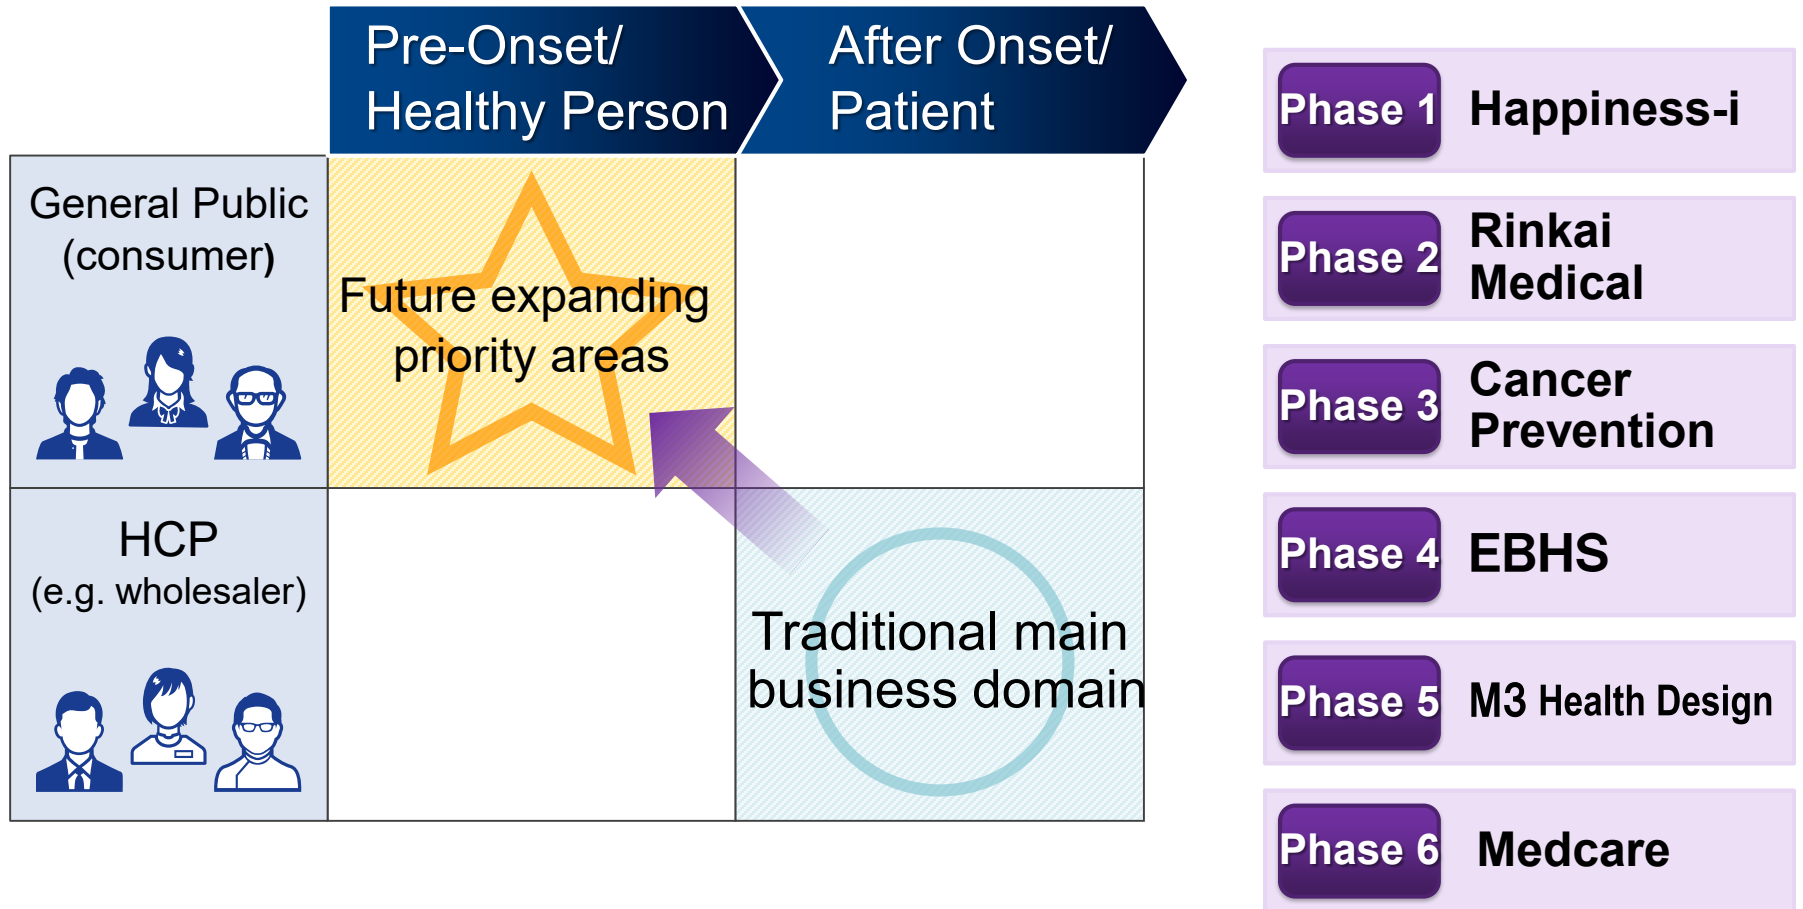 Pre-Onset/
Healthy Person
After Onset/
Patient
General Public
(consumer)
Future expanding
priority areas
HCP
(e.g. wholesaler)
Traditional main
business domain
Phase 1
Happiness-i
Phase 2
Rinkai
Medical
Phase 3
Cancer
Prevention
Phase 4
EBHS
Phase 5
M3 Health Design
Phase 6
Medcare